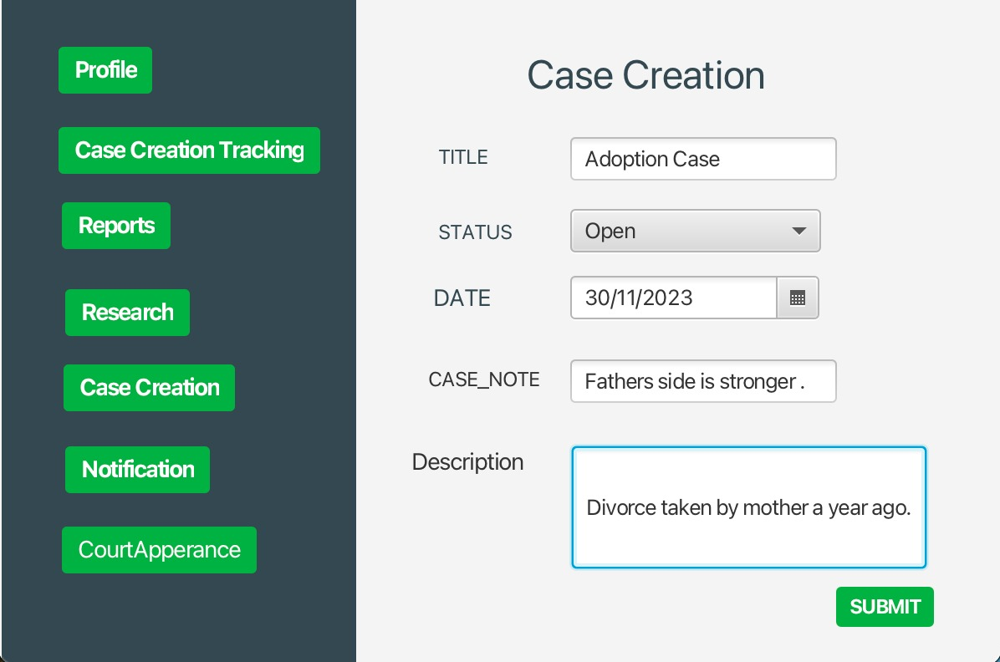 Profile
Case Creation Tracking
Reports
Research
Case Creation
Notification
CourtApperance
Case Creation
TITLE Adoption Case
STATUS Open
DATE 30/11/2023
CASE_NOTE Fathers side is stronger .
Description Divorce taken by mother a year ago.
SUBMIT